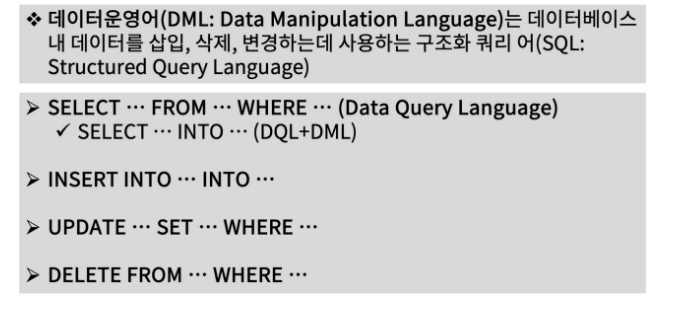 ❖ 데이터운영어(DML: Data Manipulation Language)는 데이터베이스
내 데이터를 삽입, 삭제, 변경하는데 사용하는 구조화 쿼리 어(SQL:
Structured Query Language)
➢ SELECT ⋯ FROM ⋯ WHERE ⋯ (Data Query Language)
✓ SELECT ⋯ INTO ⋯ (DQL+DML)
➢ INSERT INTO ⋯ INTO ⋯
➢ UPDATE ⋯ SET ⋯ WHERE ⋯
➢ DELETE FROM ⋯ WHERE ⋯